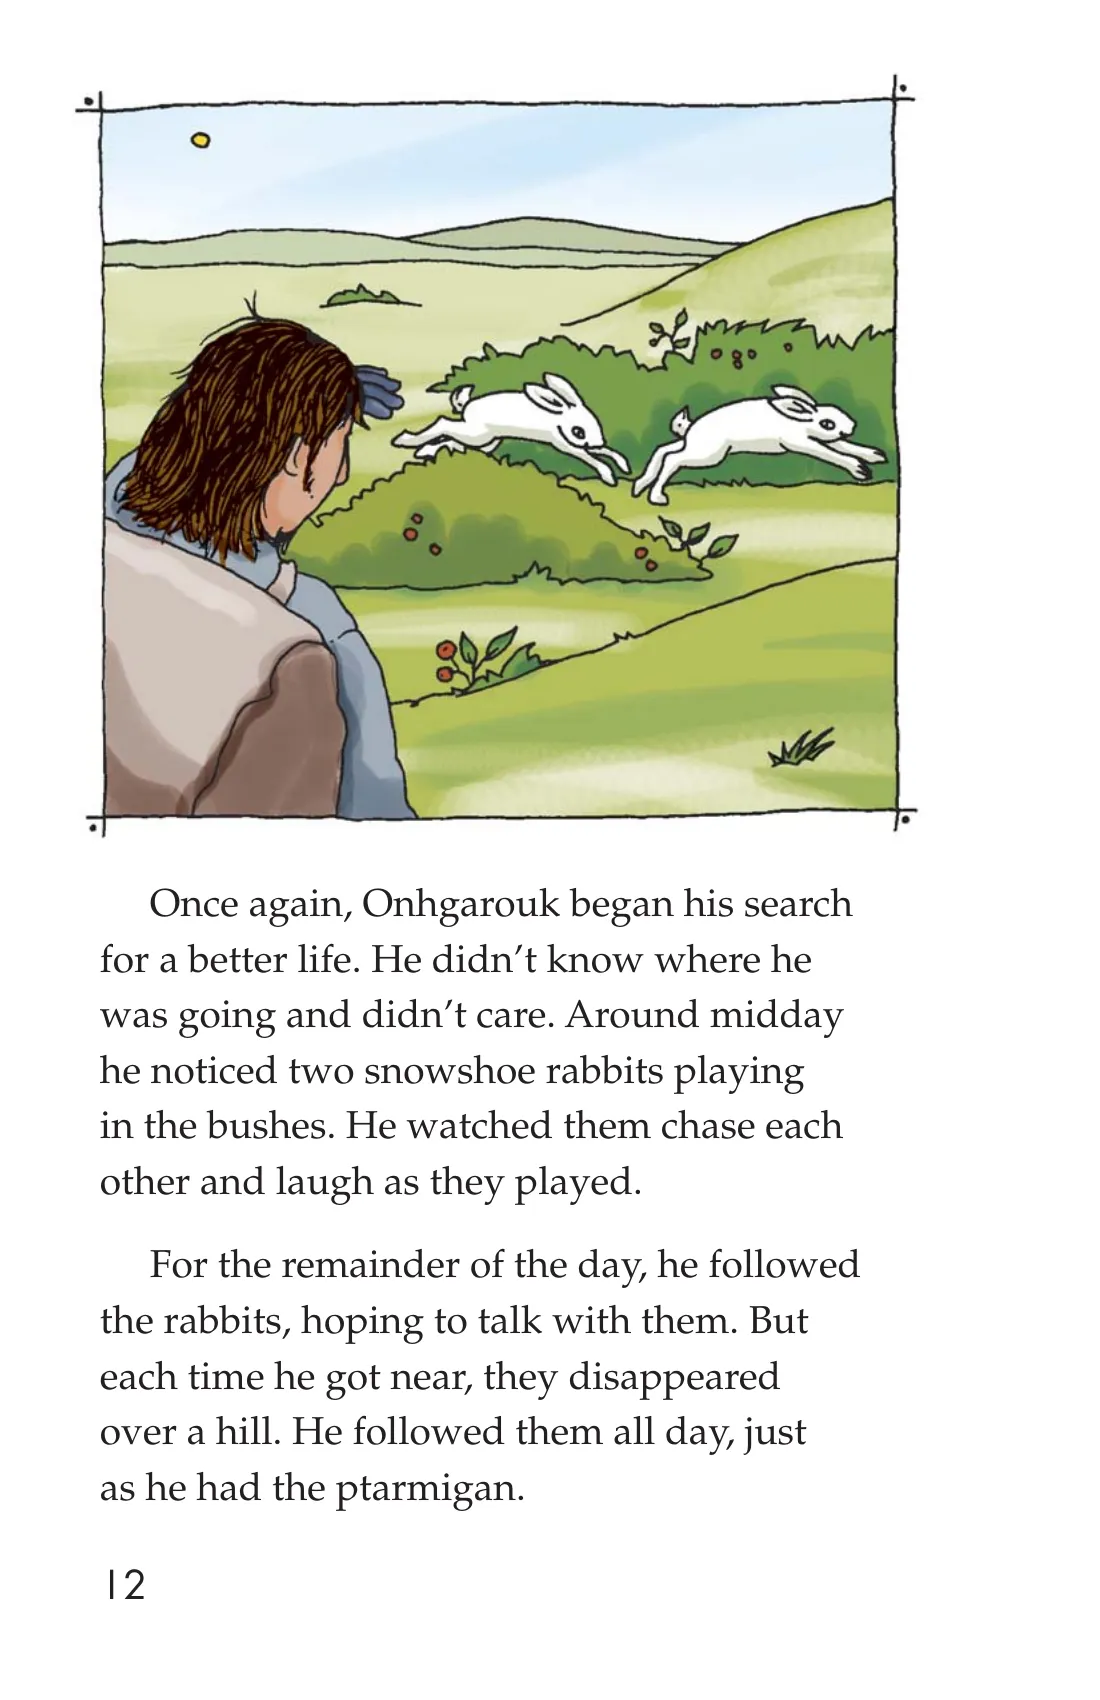 Once again, Onhgarouk began his search
for a better life. He didn’t know where he
was going and didn’t care. Around midday
he noticed two snowshoe rabbits playing
in the bushes. He watched them chase each
other and laugh as they played.
For the remainder of the day, he followed
the rabbits, hoping to talk with them. But
each time he got near, they disappeared
over a hill. He followed them all day, just
as he had the ptarmigan.
12